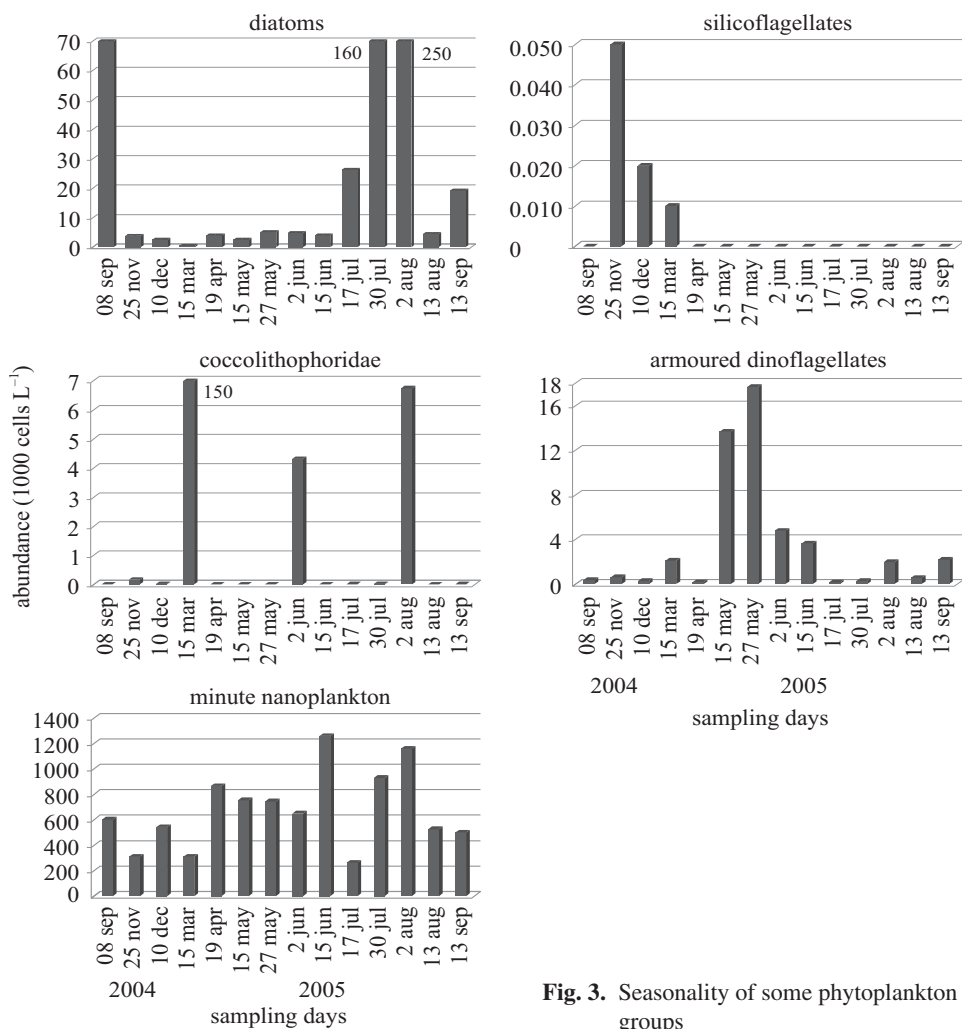 diatoms
70
60
50
40
30
20
10
0
160
250
08 sep
25 nov
10 dec
15 mar
19 apr
15 may
27 may
2 jun
15 jun
17 jul
30 jul
2 aug
13 aug
13 sep
silicoflagellates
0.050
0.040
0.030
0.020
0.010
0
08 sep
25 nov
10 dec
15 mar
19 apr
15 may
27 may
2 jun
15 jun
17 jul
30 jul
2 aug
13 aug
13 sep
abundance (1000 cells L⁻¹)
coccolithophoridae
7
6
5
4
3
2
1
0
150
08 sep
25 nov
10 dec
15 mar
19 apr
15 may
27 may
2 jun
15 jun
17 jul
30 jul
2 aug
13 aug
13 sep
armoured dinoflagellates
18
16
12
8
4
0
08 sep
25 nov
10 dec
15 mar
19 apr
15 may
27 may
2 jun
15 jun
17 jul
30 jul
2 aug
13 aug
13 sep
2004 2005
sampling days
minute nanoplankton
1400
1200
1000
800
600
400
200
0
08 sep
25 nov
10 dec
15 mar
19 apr
15 may
27 may
2 jun
15 jun
17 jul
30 jul
2 aug
13 aug
13 sep
2004 2005
sampling days
Fig. 3. Seasonality of some phytoplankton
groups